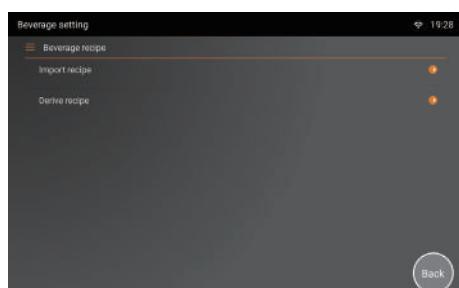 Beverage setting 19:28
Beverage recipe
Import recipe
Derive recipe
Back